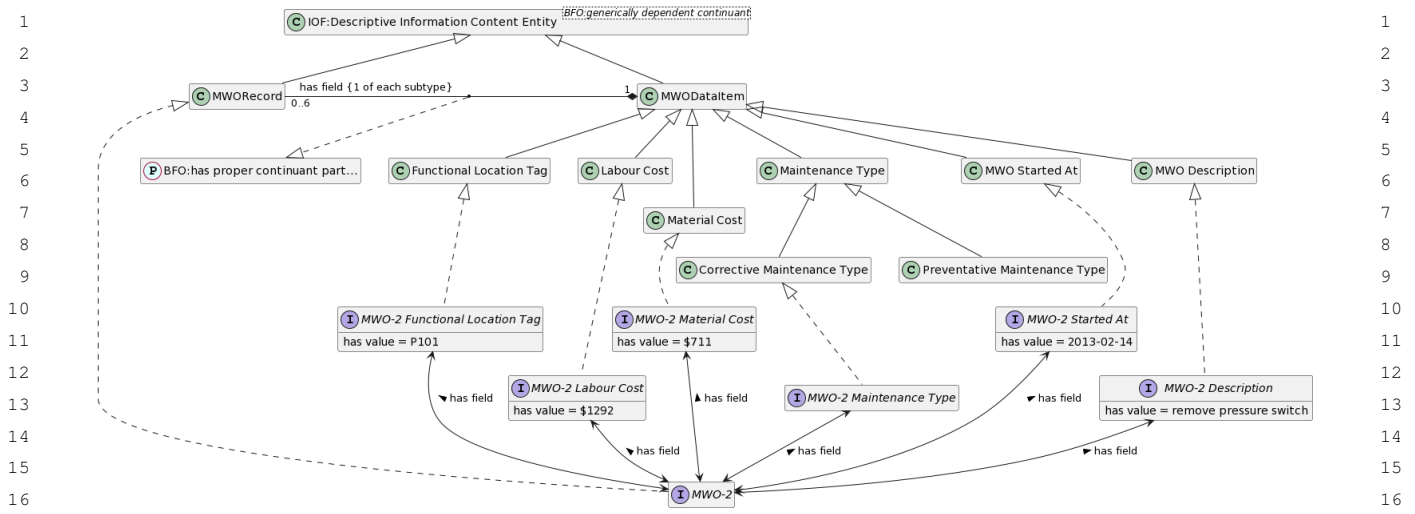 1 C IOF:Descriptive Information Content Entity BFO:generically dependent continuant 1
2 2
3 C MWORecord has field {1 of each subtype} 0..6 1 C MWODataItem 3
4 4
5 5
P BFO:has proper continuant part... C Functional Location Tag C Labour Cost C Maintenance Type C MWO Started At C MWO Description
6 6
7 C Material Cost 7
8 8
9 C Corrective Maintenance Type C Preventative Maintenance Type 9
10 I MWO-2 Functional Location Tag I MWO-2 Material Cost I MWO-2 Started At 10
11 has value = P101 has value = $711 has value = 2013-02-14 11
12 I MWO-2 Labour Cost I MWO-2 Description 12
has field has field I MWO-2 Maintenance Type has field
13 has value = $1292 has value = remove pressure switch 13
14 has field has field has field 14
15 15
16 I MWO-2 16